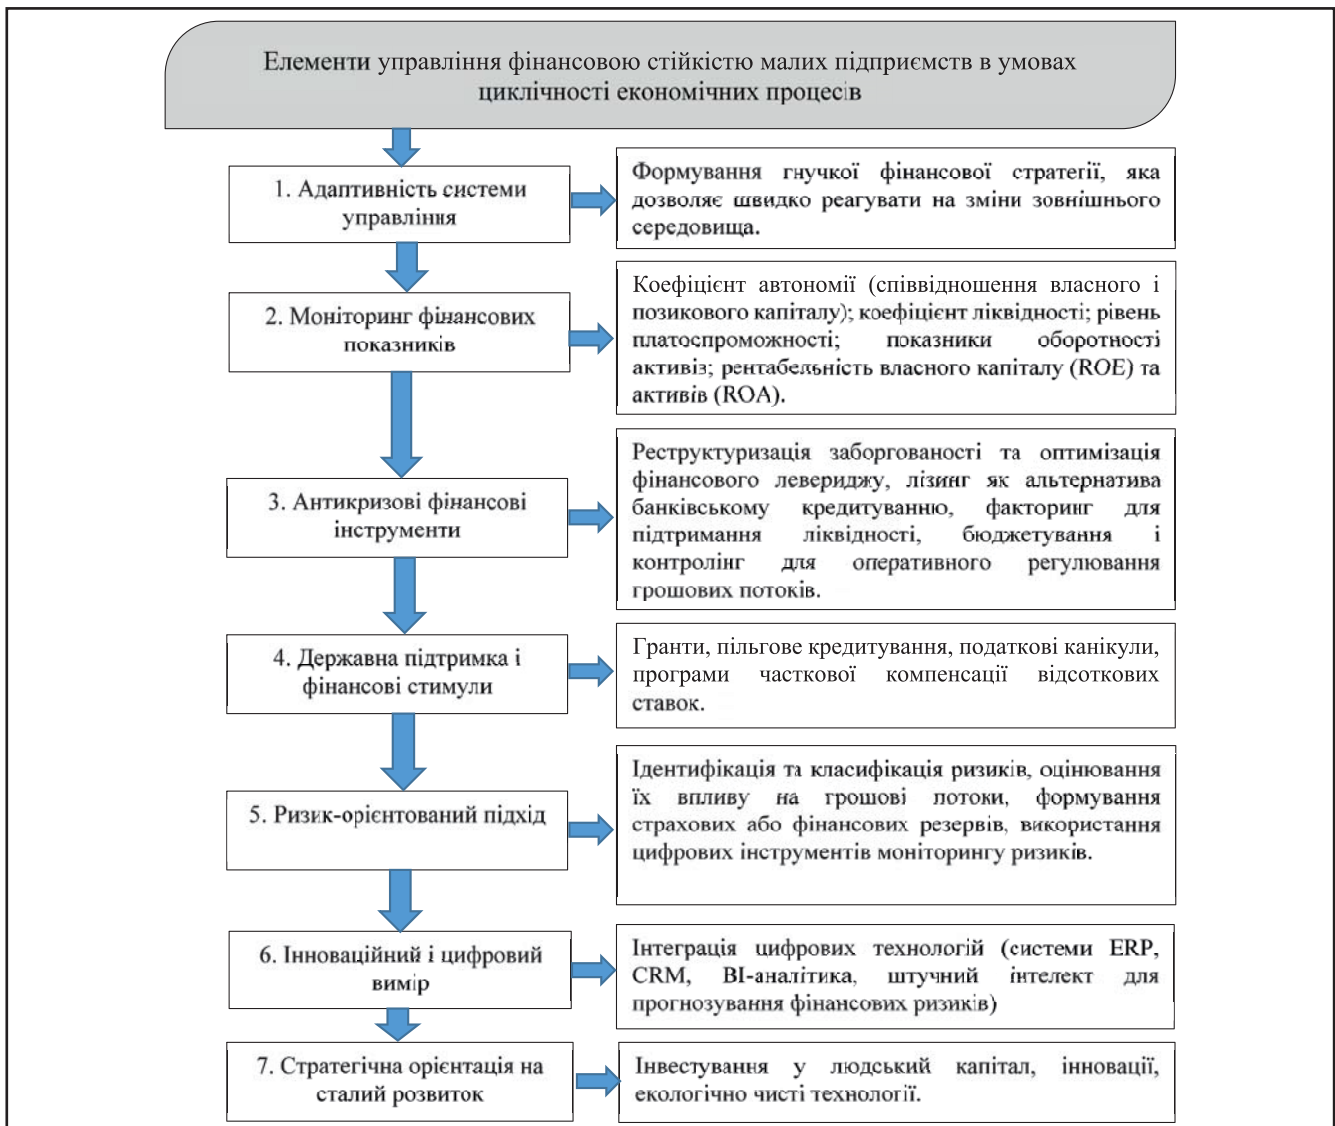 Елементи управління фінансовою стійкістю малих підприємств в умовах
циклічності економічних процесів
1. Адаптивність системи
управління
Формування гнучкої фінансової стратегії, яка
дозволяє швидко реагувати на зміни зовнішнього
середовища.
2. Моніторинг фінансових
показників
Коефіцієнт автономії (співвідношення власного і
позикового капіталу); коефіцієнт ліквідності; рівень
платоспроможності; показники оборотності
активів; рентабельність власного капіталу (ROE) та
активів (ROA).
3. Антикризові фінансові
інструменти
Реструктуризація заборгованості та оптимізація
фінансового левериджу, лізинг як альтернатива
банківському кредитуванню, факторинг для
підтримання ліквідності, бюджетування і
контролінг для оперативного регулювання
грошових потоків.
4. Державна підтримка і
фінансові стимули
Гранти, пільгове кредитування, податкові канікули,
програми часткової компенсації відсоткових
ставок.
5. Ризик-орієнтований підхід
Ідентифікація та класифікація ризиків, оцінювання
їх впливу на грошові потоки, формування
страхових або фінансових резервів, використання
цифрових інструментів моніторингу ризиків.
6. Інноваційний і цифровий
вимір
Інтеграція цифрових технологій (системи ERP,
CRM, BI-аналітика, штучний інтелект для
прогнозування фінансових ризиків)
7. Стратегічна орієнтація на
сталий розвиток
Інвестування у людський капітал, інновації,
екологічно чисті технології.